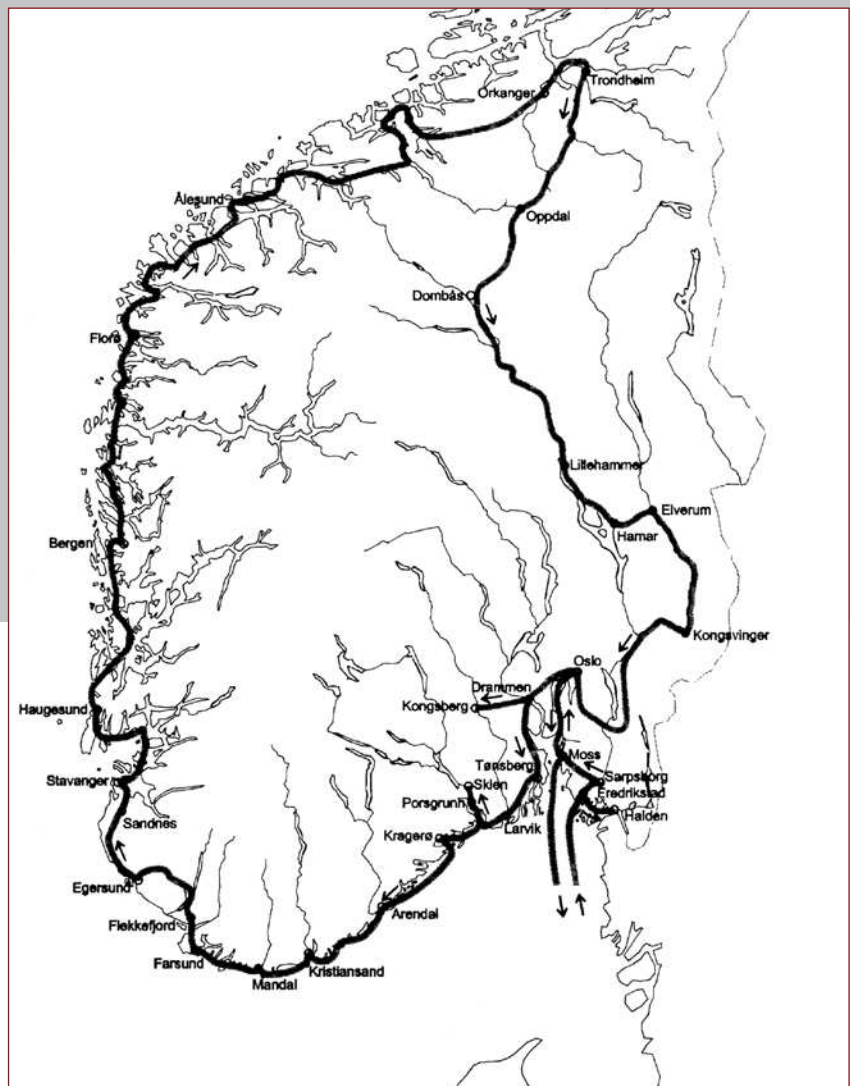 Orkanger
Trondheim
Ålesund
Oppdal
Dombås
Florø
Lillehammer
Elverum
Hamar
Bergen
Kongsvinger
Oslo
Drammen
Kongsberg
Haugesund
Moss
Tønsberg
Sarpsborg
Stavanger
Skien
Fredrikstad
Porsgrunn
Halden
Sandnes
Larvik
Kragerø
Egersund
Arendal
Flekkefjord
Farsund
Kristiansand
Mandal